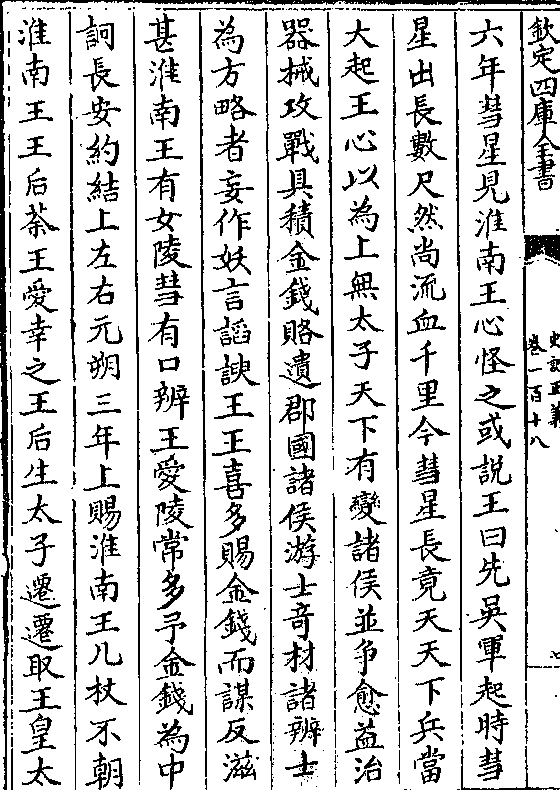 欽定四庫全書
史記正義
卷一百十八
六年彗星見淮南王心怪之或說王曰先吳軍起時彗
星出長數尺然尚流血千里今彗星長竟天天下兵當
大起王心以為上無太子天下有變諸侯並争愈益治
器械攻戰具積金錢賂遺郡國諸侯游士奇材諸辨士
為方略者妄作妖言謟諛王王喜多賜金錢而謀反滋
甚淮南王有女陵彗有口辨王愛陵常多予金錢為中
詗長安約結上左右元朔三年上賜淮南王几杖不朝
淮南王王后荼王愛幸之王后生太子遷遷取王皇太